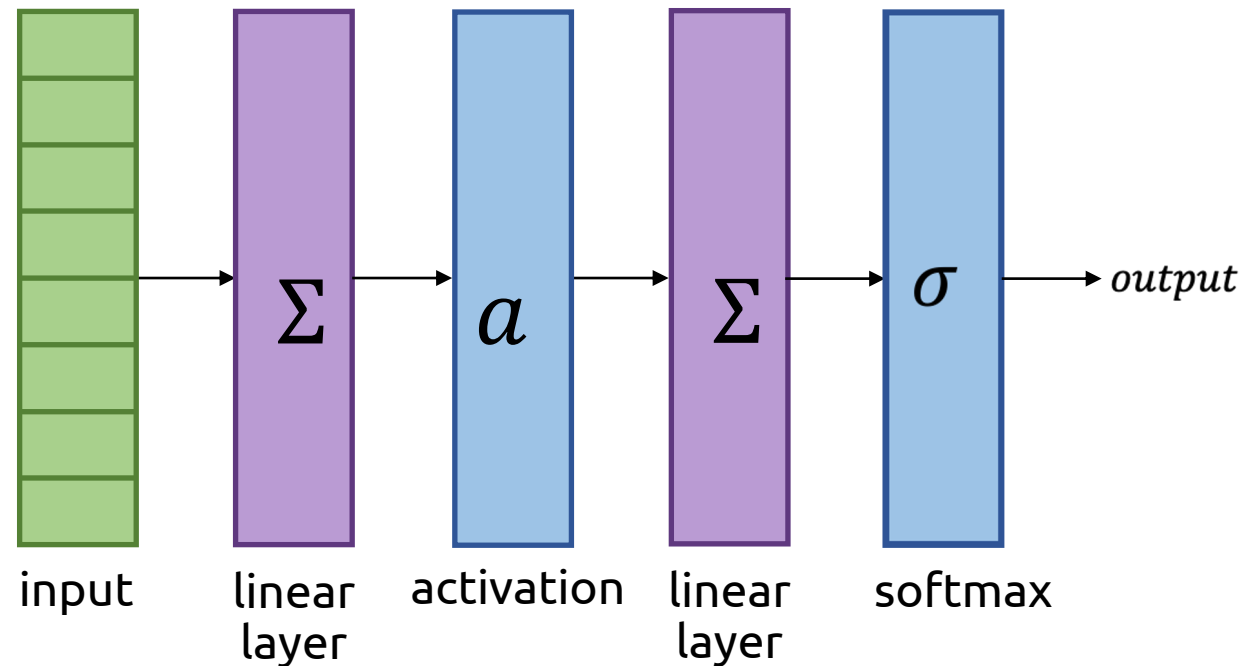 Σ
a
Σ
σ
output
input
linear
layer
activation
linear
layer
softmax